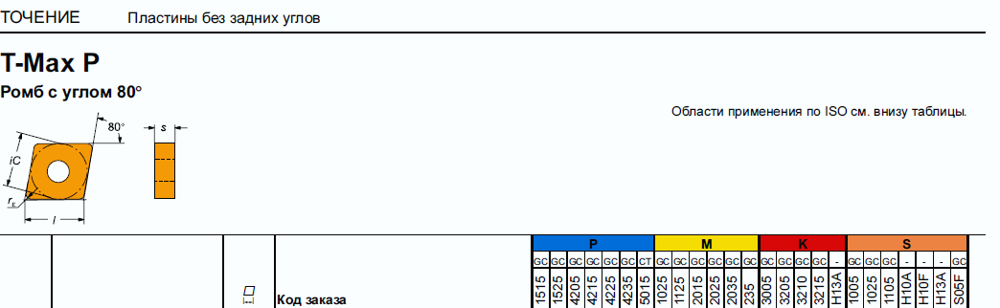 ТОЧЕНИЕ Пластины без задних углов
T-Max P
Ромб с углом 80°
Области применения по ISO см. внизу таблицы.
80° s
iC
rε
l
P M K S
GC GC GC GC GC GC CT GC GC GC GC GC GC GC GC GC GC - GC GC GC - - - GC
1515 1525 4205 4215 4225 4235 5015 1025 1125 2015 2025 2035 235 3005 3205 3210 3215 H13A 1005 1025 1105 H10A H10F H13A S05F
Код заказа